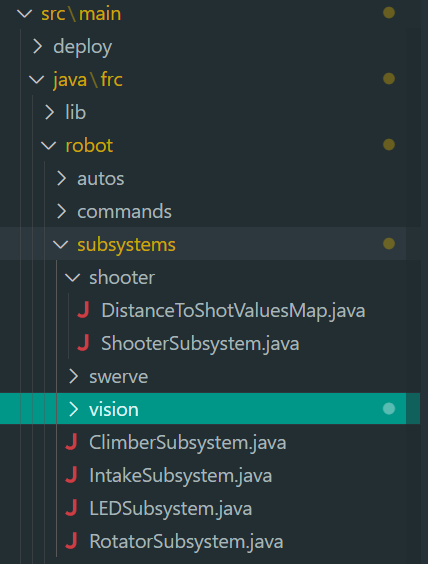 src\main
deploy
java\frc
lib
robot
autos
commands
subsystems
shooter
J DistanceToShotValuesMap.java
J ShooterSubsystem.java
swerve
vision
J ClimberSubsystem.java
J IntakeSubsystem.java
J LEDSubsystem.java
J RotatorSubsystem.java